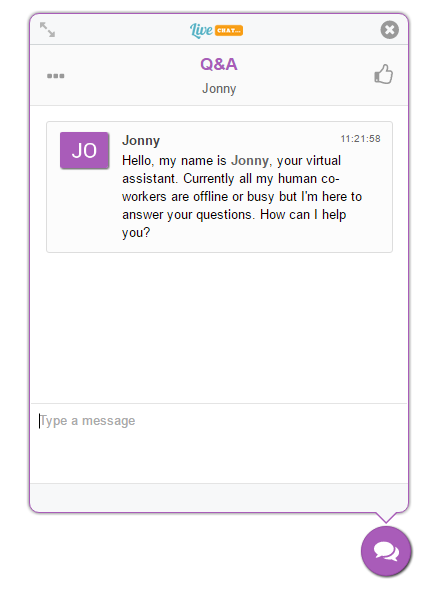 Live CHAT...
Q&A
Jonny
JO
Jonny 11:21:58
Hello, my name is Jonny, your virtual
assistant. Currently all my human co-
workers are offline or busy but I'm here to
answer your questions. How can I help
you?
Type a message